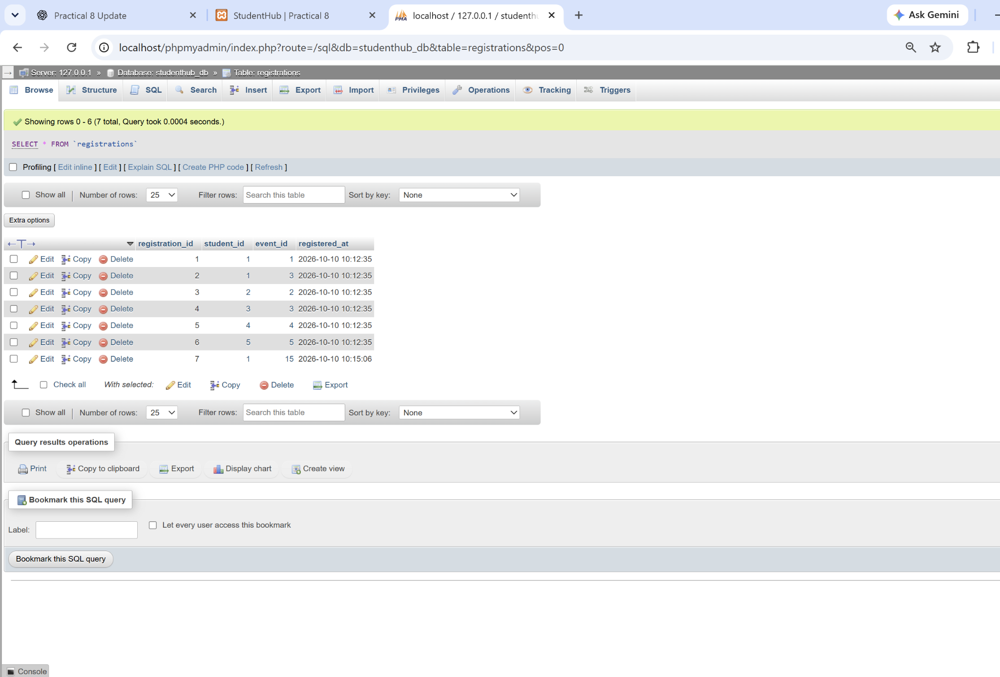 Practical 8 Update
StudentHub | Practical 8
localhost / 127.0.0.1 / studenth
Ask Gemini
localhost/phpmyadmin/index.php?route=/sql&db=studenthub_db&table=registrations&pos=0
Server: 127.0.0.1 » Database: studenthub_db » Table: registrations
Browse Structure SQL Search Insert Export Import Privileges Operations Tracking Triggers
Showing rows 0 - 6 (7 total, Query took 0.0004 seconds.)
SELECT * FROM `registrations`
Profiling [ Edit inline ] [ Edit ] [ Explain SQL ] [ Create PHP code ] [ Refresh ]
Show all | Number of rows: 25 Filter rows: Search this table Sort by key: None
Extra options
←T→ registration_id student_id event_id registered_at
Edit Copy Delete 1 1 1 2026-10-10 10:12:35
Edit Copy Delete 2 1 3 2026-10-10 10:12:35
Edit Copy Delete 3 2 2 2026-10-10 10:12:35
Edit Copy Delete 4 3 3 2026-10-10 10:12:35
Edit Copy Delete 5 4 4 2026-10-10 10:12:35
Edit Copy Delete 6 5 5 2026-10-10 10:12:35
Edit Copy Delete 7 1 15 2026-10-10 10:15:06
Check all With selected: Edit Copy Delete Export
Show all | Number of rows: 25 Filter rows: Search this table Sort by key: None
Query results operations
Print Copy to clipboard Export Display chart Create view
Bookmark this SQL query
Label: Let every user access this bookmark
Bookmark this SQL query
Console